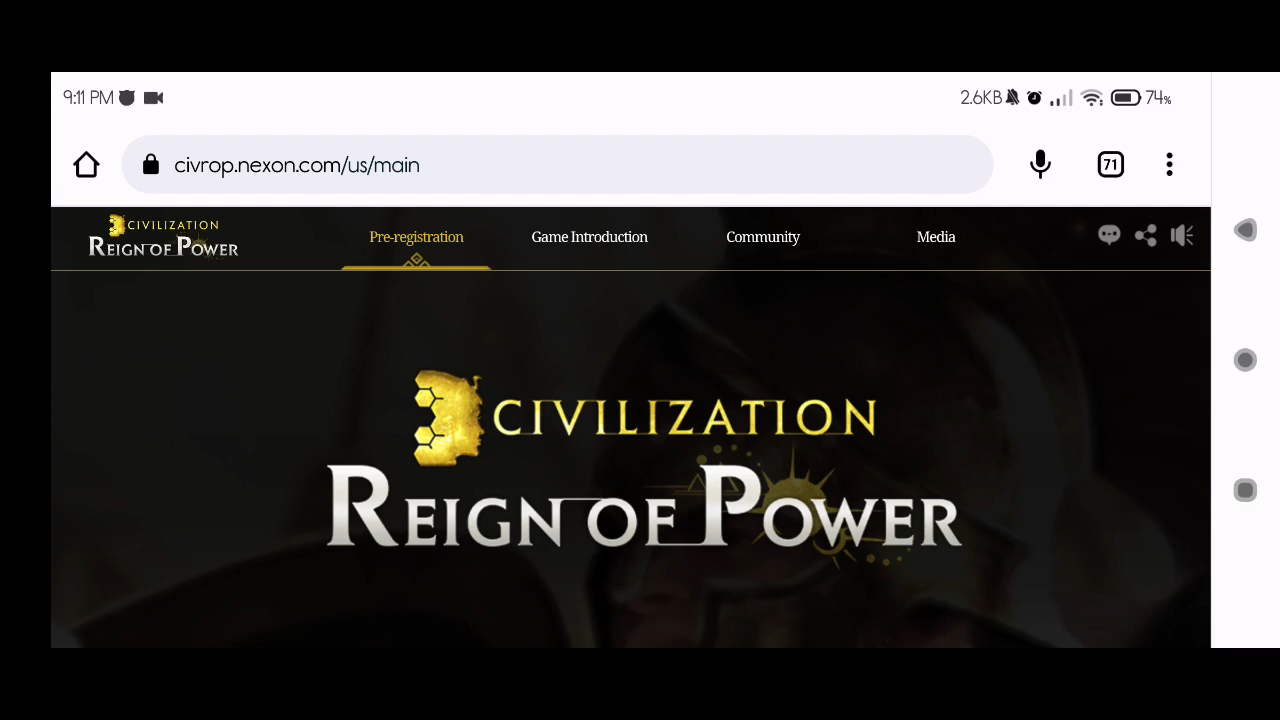 9:11 PM 2.6KB 74%
civrop.nexon.com/us/main 71
CIVILIZATION
REIGN OF POWER
Pre-registration Game Introduction Community Media
CIVILIZATION
REIGN OF POWER